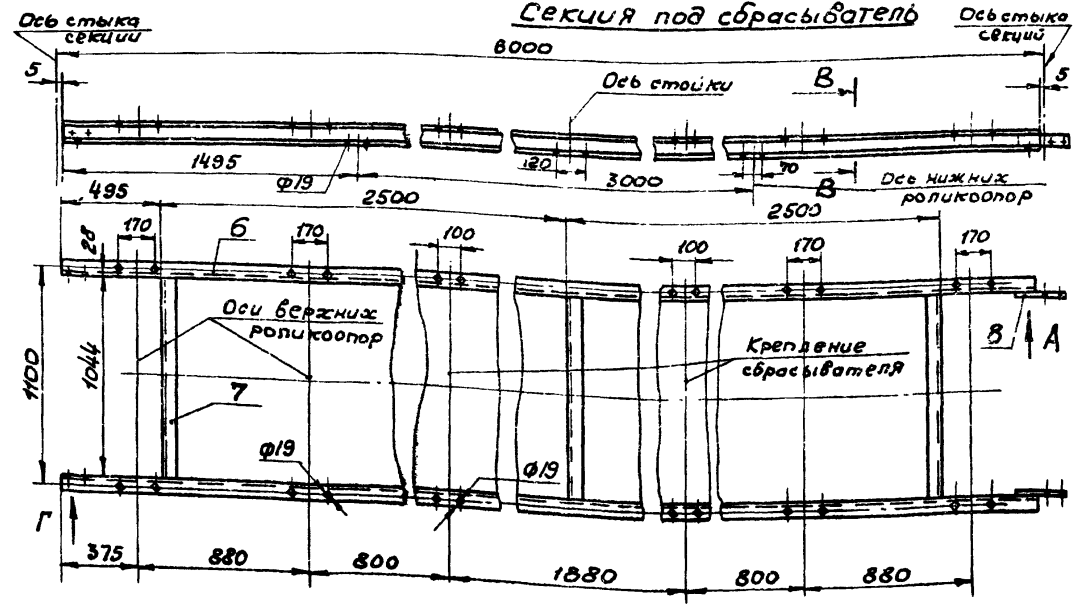 Секция под сбрасыватель
Ось стыка
секции
Ось стыка
секций
8000
5
5
Ось стойки
В
1495
Ф19
120
3000
70
В
Ось нижних
роликоопор
495
2500
2500
28
170
6
170
100
100
170
170
Оси верхних
роликоопор
Крепление
сбрасывателя
8
А
1100
1044
7
Ф19
Ф19
Г
375
880
800
1880
800
880